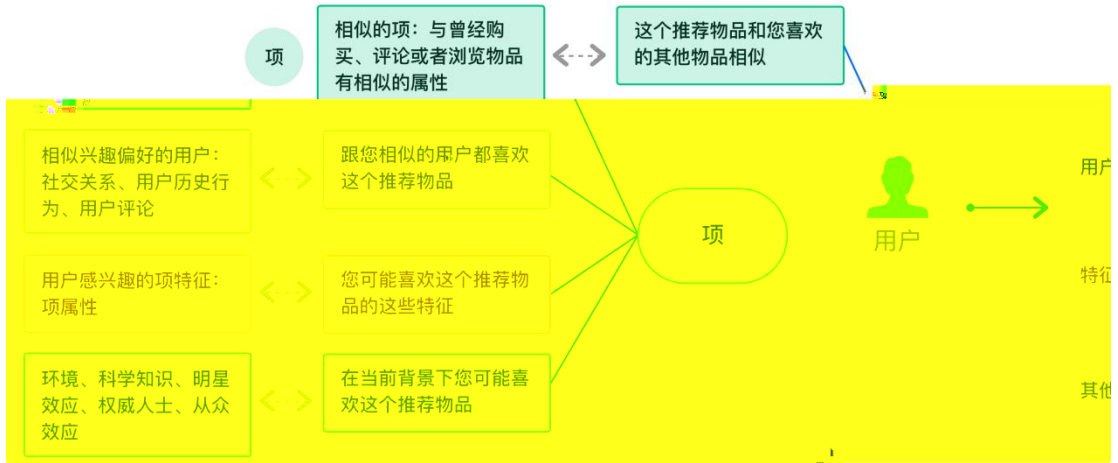 项
相似的项：与曾经购
买、评论或者浏览物品
有相似的属性
这个推荐物品和您喜欢
的其他物品相似
相似兴趣偏好的用户：
社交关系、用户历史行
为、用户评论
跟您相似的用户都喜欢
这个推荐物品
用户感兴趣的项特征：
项属性
您可能喜欢这个推荐物
品的这些特征
环境、科学知识、明星
效应、权威人士、从众
效应
在当前背景下您可能喜
欢这个推荐物品
项
用户
用户
特征
其他